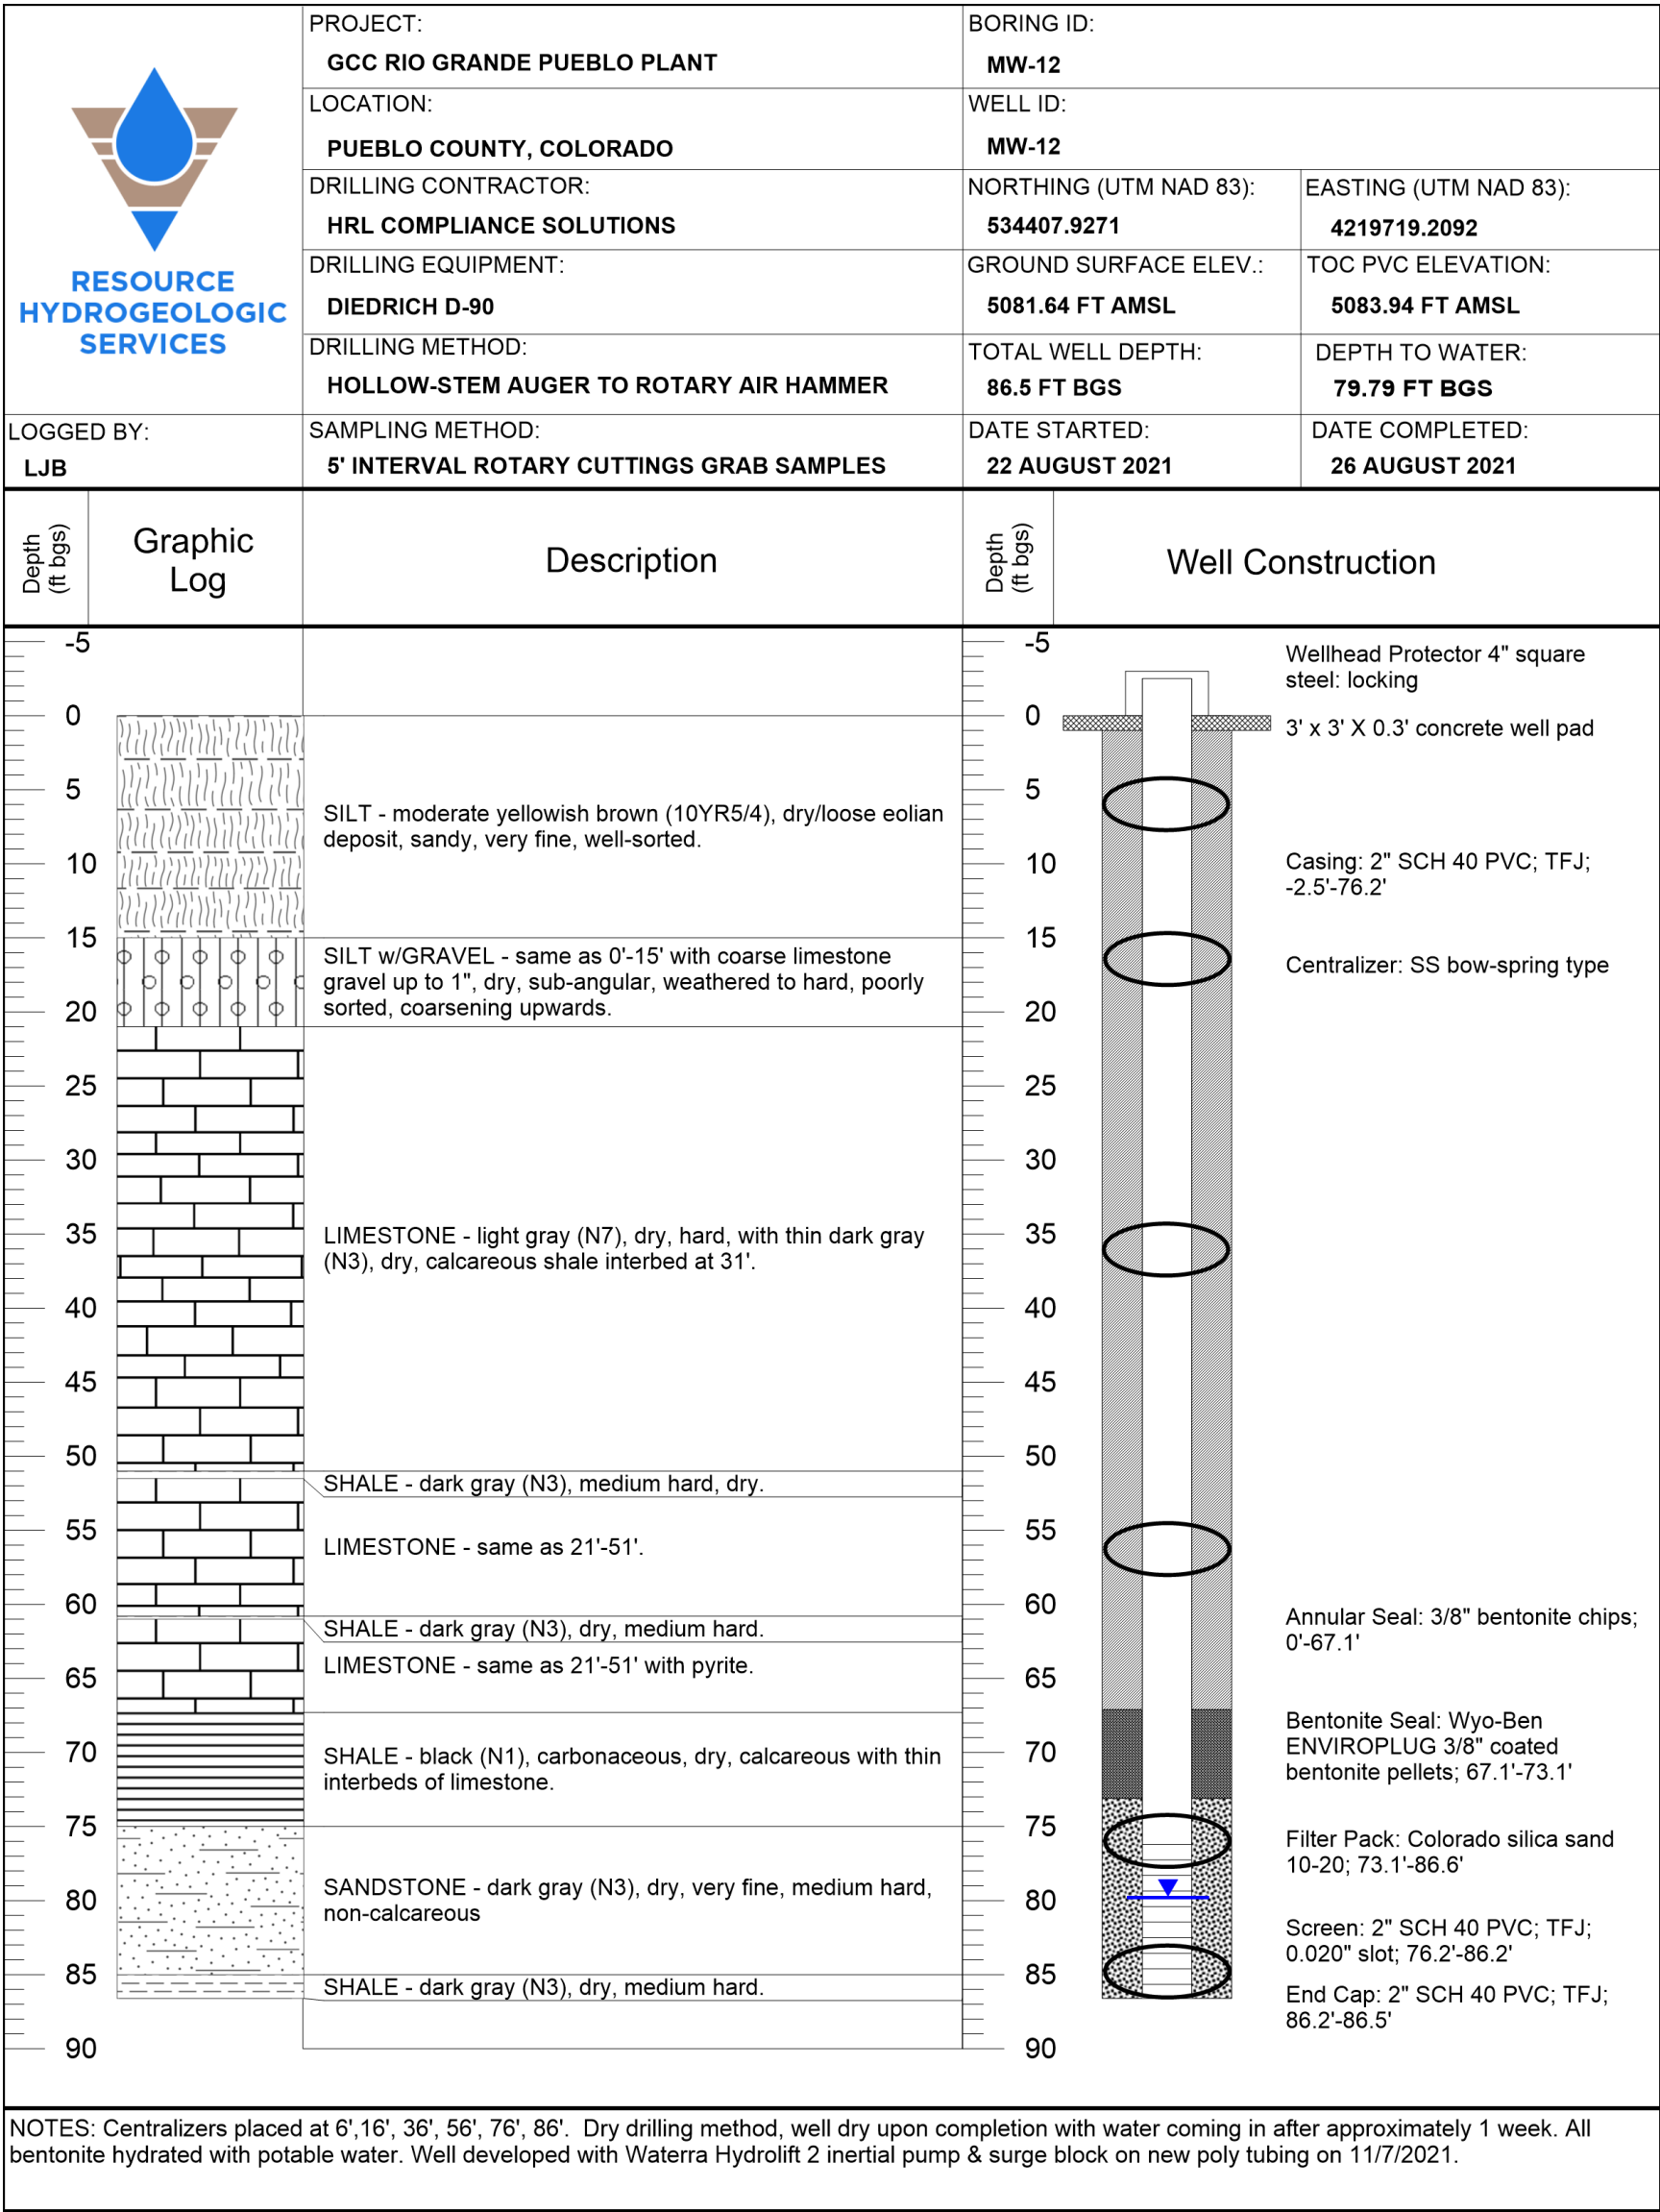 PROJECT:
GCC RIO GRANDE PUEBLO PLANT
BORING ID:
MW-12
LOCATION:
PUEBLO COUNTY, COLORADO
WELL ID:
MW-12
DRILLING CONTRACTOR:
HRL COMPLIANCE SOLUTIONS
NORTHING (UTM NAD 83):
534407.9271
EASTING (UTM NAD 83):
4219719.2092
RESOURCE
HYDROGEOLOGIC
SERVICES
DRILLING EQUIPMENT:
DIEDRICH D-90
GROUND SURFACE ELEV.:
5081.64 FT AMSL
TOC PVC ELEVATION:
5083.94 FT AMSL
DRILLING METHOD:
HOLLOW-STEM AUGER TO ROTARY AIR HAMMER
TOTAL WELL DEPTH:
86.5 FT BGS
DEPTH TO WATER:
79.79 FT BGS
LOGGED BY:
LJB
SAMPLING METHOD:
5' INTERVAL ROTARY CUTTINGS GRAB SAMPLES
DATE STARTED:
22 AUGUST 2021
DATE COMPLETED:
26 AUGUST 2021
Depth
(ft bgs)
Graphic
Log
Description
Depth
(ft bgs)
Well Construction
-5
0
5
10
15
20
25
30
35
40
45
50
55
60
65
70
75
80
85
90
SILT - moderate yellowish brown (10YR5/4), dry/loose eolian
deposit, sandy, very fine, well-sorted.
SILT w/GRAVEL - same as 0'-15' with coarse limestone
gravel up to 1", dry, sub-angular, weathered to hard, poorly
sorted, coarsening upwards.
LIMESTONE - light gray (N7), dry, hard, with thin dark gray
(N3), dry, calcareous shale interbed at 31'.
SHALE - dark gray (N3), medium hard, dry.
LIMESTONE - same as 21'-51'.
SHALE - dark gray (N3), dry, medium hard.
LIMESTONE - same as 21'-51' with pyrite.
SHALE - black (N1), carbonaceous, dry, calcareous with thin
interbeds of limestone.
SANDSTONE - dark gray (N3), dry, very fine, medium hard,
non-calcareous
SHALE - dark gray (N3), dry, medium hard.
-5
0
5
10
15
20
25
30
35
40
45
50
55
60
65
70
75
80
85
90
Wellhead Protector 4" square
steel: locking
3' x 3' X 0.3' concrete well pad
Casing: 2" SCH 40 PVC; TFJ;
-2.5'-76.2'
Centralizer: SS bow-spring type
Annular Seal: 3/8" bentonite chips;
0'-67.1'
Bentonite Seal: Wyo-Ben
ENVIROPLUG 3/8" coated
bentonite pellets; 67.1'-73.1'
Filter Pack: Colorado silica sand
10-20; 73.1'-86.6'
Screen: 2" SCH 40 PVC; TFJ;
0.020" slot; 76.2'-86.2'
End Cap: 2" SCH 40 PVC; TFJ;
86.2'-86.5'
NOTES: Centralizers placed at 6',16', 36', 56', 76', 86'.  Dry drilling method, well dry upon completion with water coming in after approximately 1 week. All
bentonite hydrated with potable water. Well developed with Waterra Hydrolift 2 inertial pump & surge block on new poly tubing on 11/7/2021.